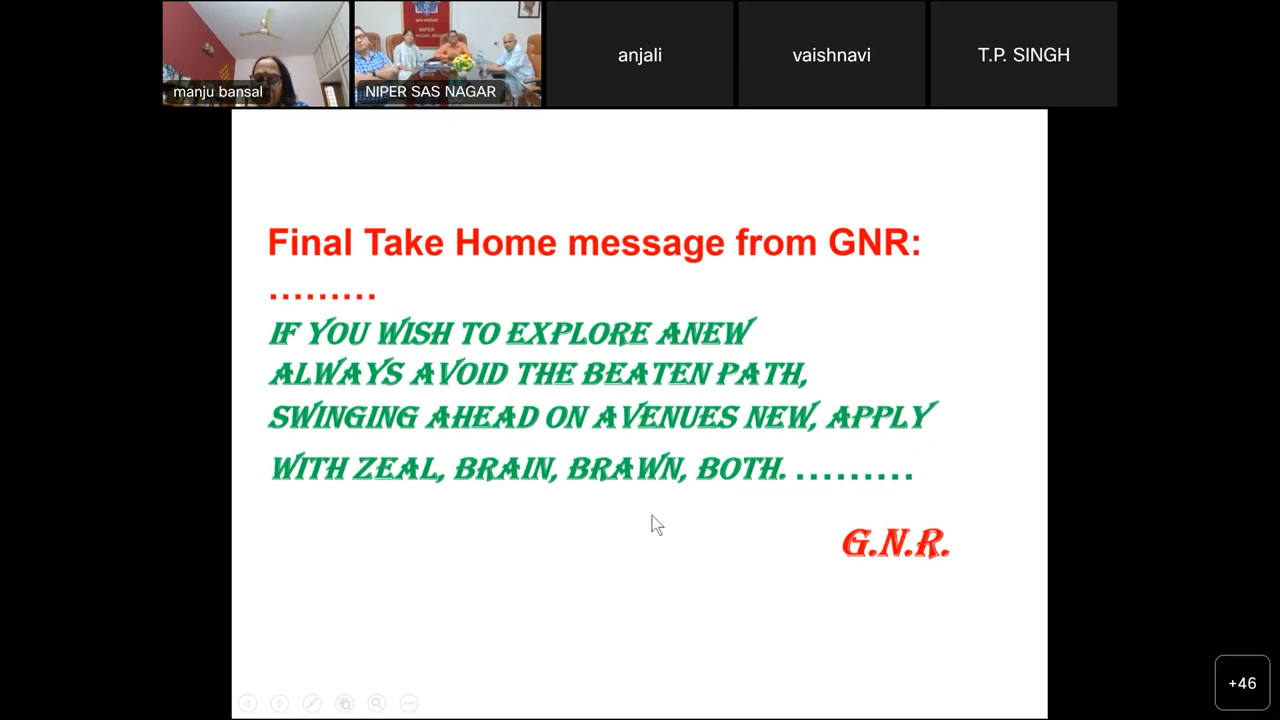 manju bansal
NIPER SAS NAGAR
anjali
vaishnavi
T.P. SINGH
NIPER
Final Take Home message from GNR:
.........
IF YOU WISH TO EXPLORE ANEW
ALWAYS AVOID THE BEATEN PATH,
SWINGING AHEAD ON AVENUES NEW, APPLY
WITH ZEAL, BRAIN, BRAWN, BOTH. .........
G.N.R.
+46